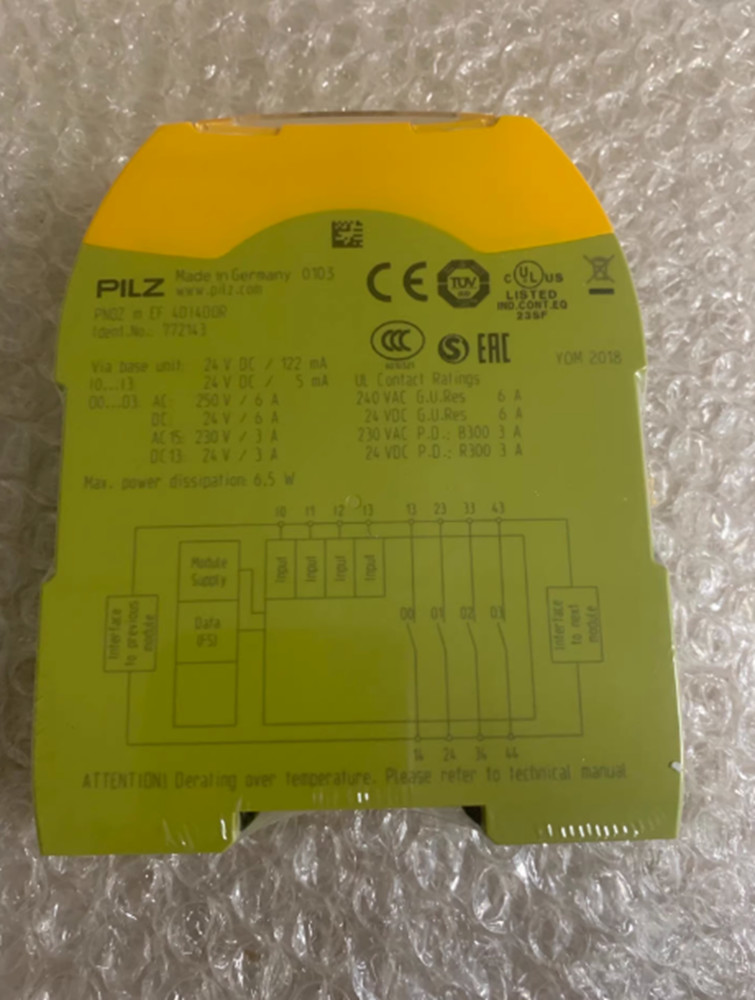 PILZ Made in Germany 0103
www.pilz.com
PNOZ m EF 4DI4DOR
Ident.No. 772143
CE
TÜV
C UL US
LISTED
IND.CONT.EQ
23SF
CCC
S EAC
YOM 2018
Via base unit: 24 V DC / 122 mA
I0...I3: 24 V DC / 5 mA
O0...O3: AC: 250 V / 6 A
DC: 24 V / 6 A
AC15: 230 V / 3 A
DC13: 24 V / 3 A
UL Contact Ratings
240 VAC G.U.Res 6 A
24 VDC G.U.Res 6 A
230 VAC P.D.; B300 3 A
24 VDC P.D.; R300 3 A
Max. power dissipation: 6,5 W
I0 I1 I2 I3 13 23 33 43
Module
Supply
Input Input Input Input
Data
(FS)
Interface
to previous
module
O0 O1 O2 O3
Interface
to next
module
14 24 34 44
ATTENTION! Derating over temperature. Please refer to technical manual